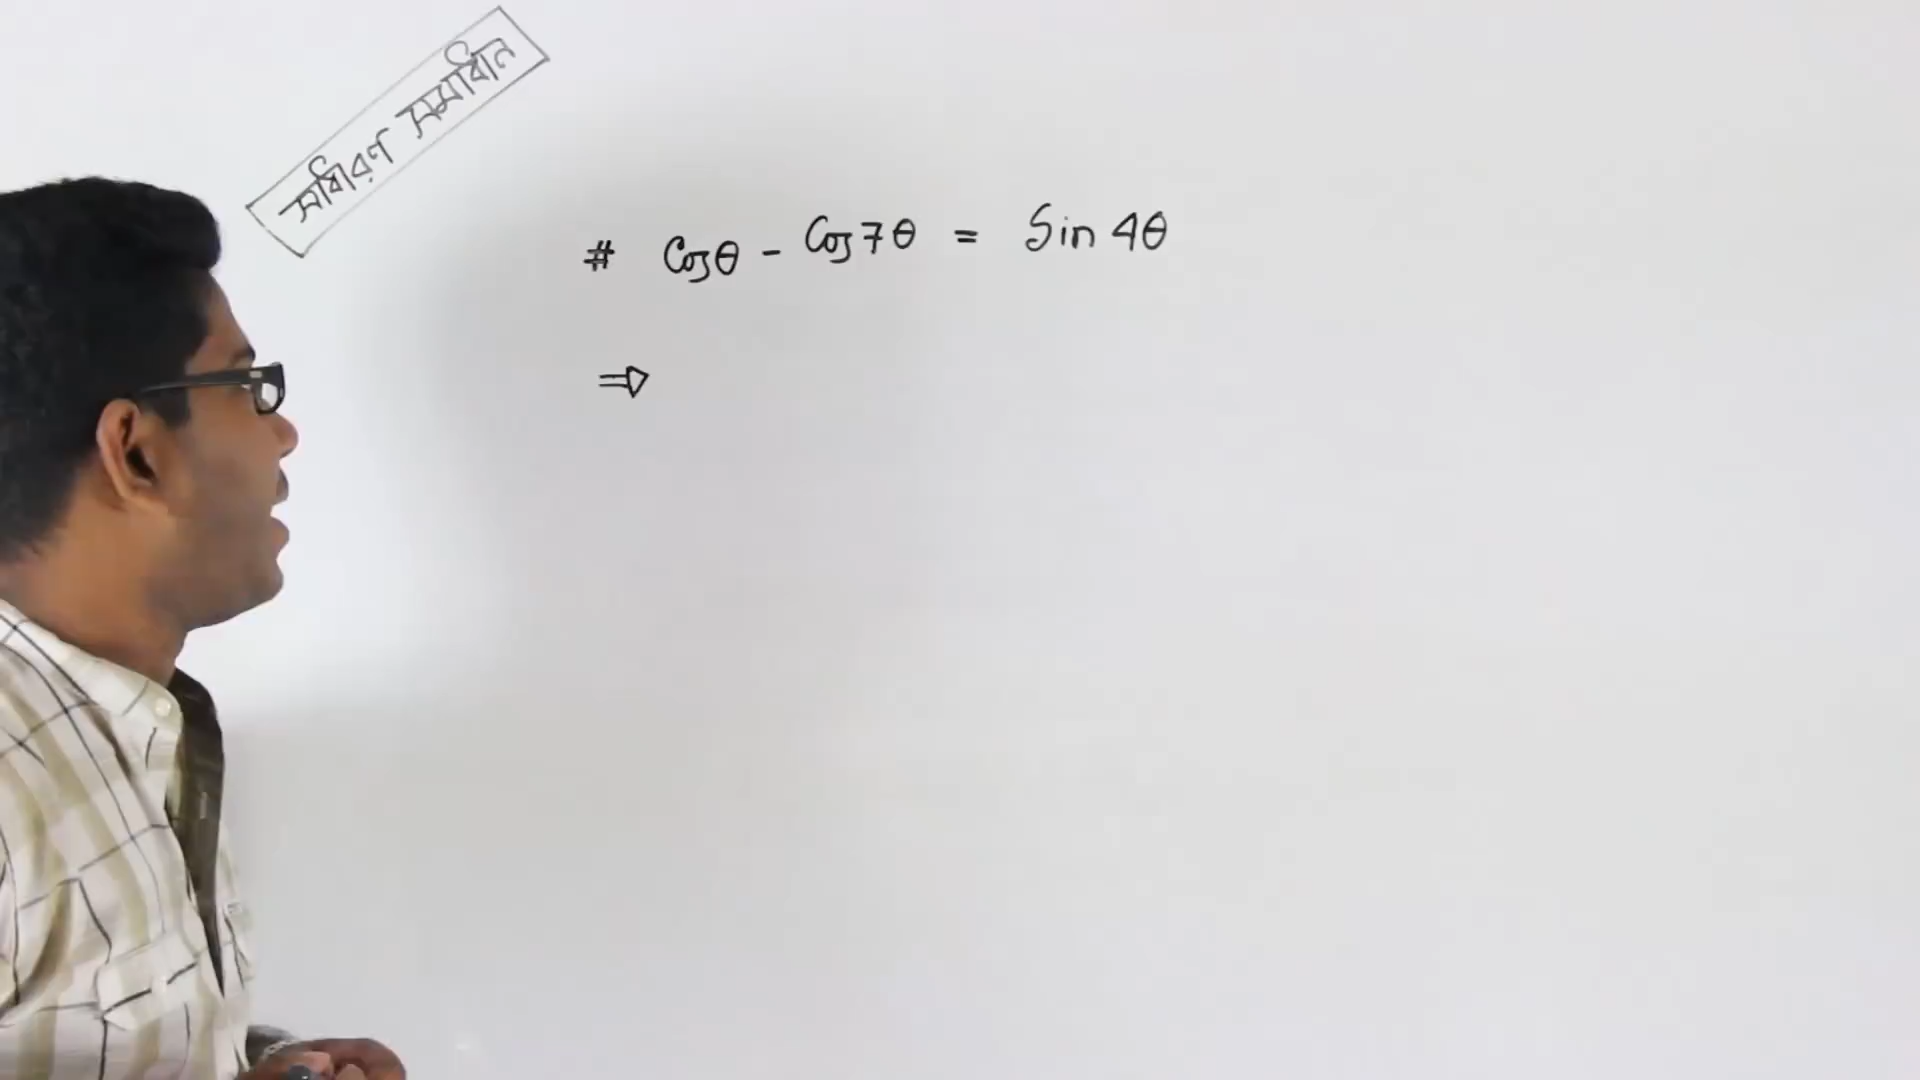 সাধারণ সমাধান
# Cosθ - Cos7θ = Sin 4θ
⇒